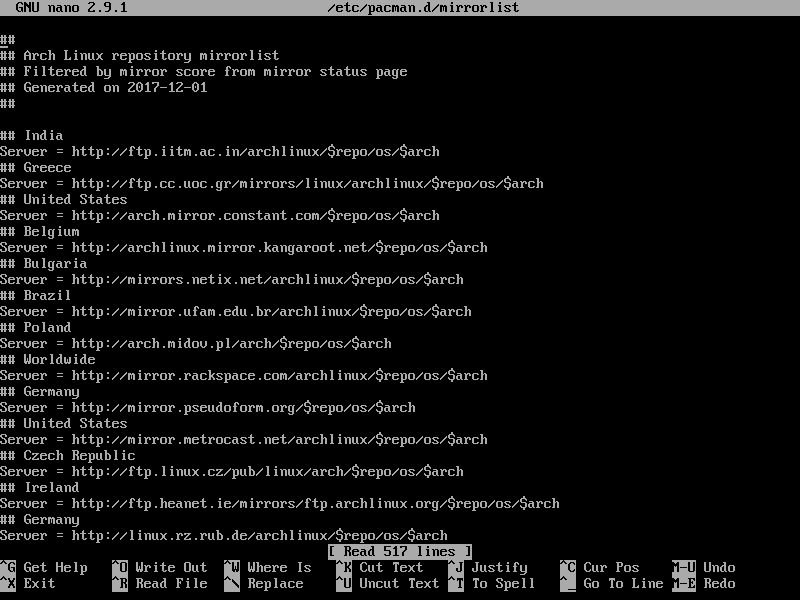 GNU nano 2.9.1 /etc/pacman.d/mirrorlist
##
## Arch Linux repository mirrorlist
## Filtered by mirror score from mirror status page
## Generated on 2017-12-01
##
## India
Server = http://ftp.iitm.ac.in/archlinux/$repo/os/$arch
## Greece
Server = http://ftp.cc.uoc.gr/mirrors/linux/archlinux/$repo/os/$arch
## United States
Server = http://arch.mirror.constant.com/$repo/os/$arch
## Belgium
Server = http://archlinux.mirror.kangaroot.net/$repo/os/$arch
## Bulgaria
Server = http://mirrors.netix.net/archlinux/$repo/os/$arch
## Brazil
Server = http://mirror.ufam.edu.br/archlinux/$repo/os/$arch
## Poland
Server = http://arch.midov.pl/arch/$repo/os/$arch
## Worldwide
Server = http://mirror.rackspace.com/archlinux/$repo/os/$arch
## Germany
Server = http://mirror.pseudoform.org/$repo/os/$arch
## United States
Server = http://mirror.metrocast.net/archlinux/$repo/os/$arch
## Czech Republic
Server = http://ftp.linux.cz/pub/linux/arch/$repo/os/$arch
## Ireland
Server = http://ftp.heanet.ie/mirrors/ftp.archlinux.org/$repo/os/$arch
## Germany
Server = http://linux.rz.rub.de/archlinux/$repo/os/$arch
[ Read 517 lines ]
^G Get Help ^O Write Out ^W Where Is ^K Cut Text ^J Justify ^C Cur Pos M-U Undo
^X Exit ^R Read File ^\ Replace ^U Uncut Text ^T To Spell ^_ Go To Line M-E Redo